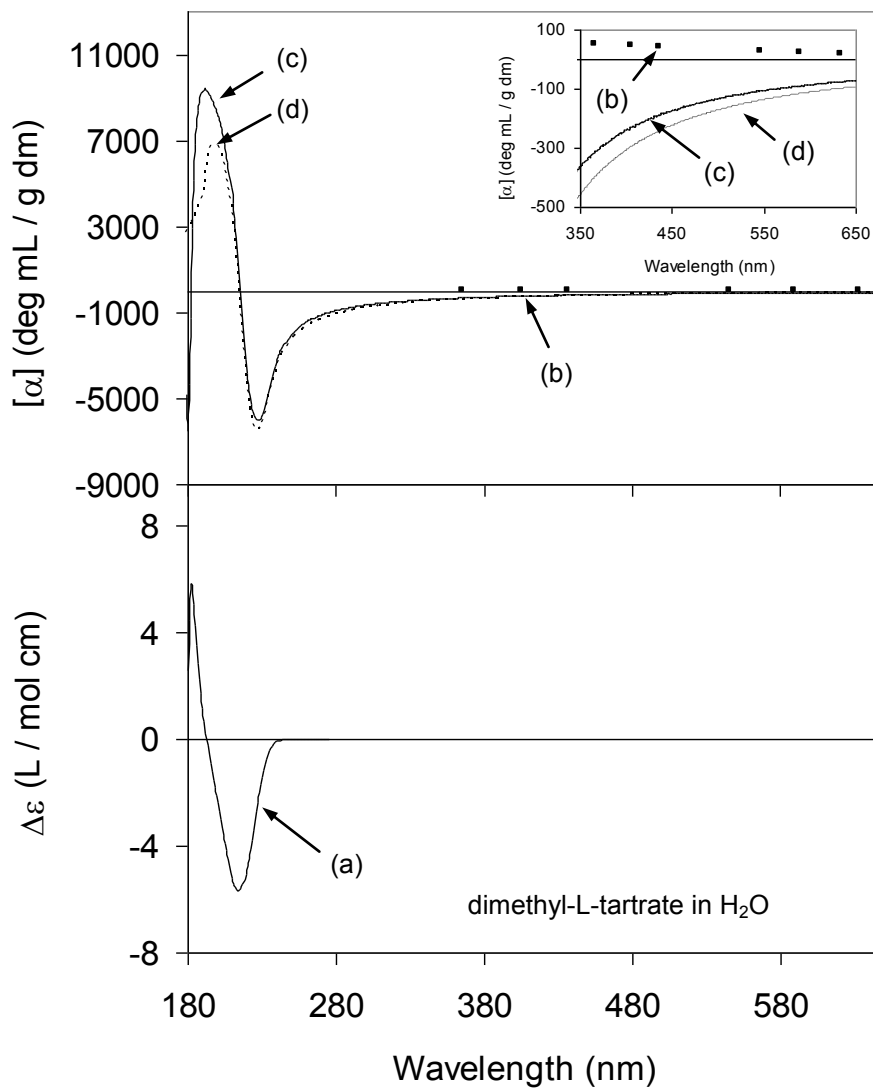 11000
7000
3000
-1000
-5000
-9000
[α] (deg mL / g dm)
(c)
(d)
(b)
100
-100
-300
-500
[α] (deg mL / g dm)
(b)
(c)
(d)
350 450 550 650
Wavelength (nm)
8
4
0
-4
-8
Δε (L / mol cm)
(a)
dimethyl-L-tartrate in H₂O
180 280 380 480 580
Wavelength (nm)